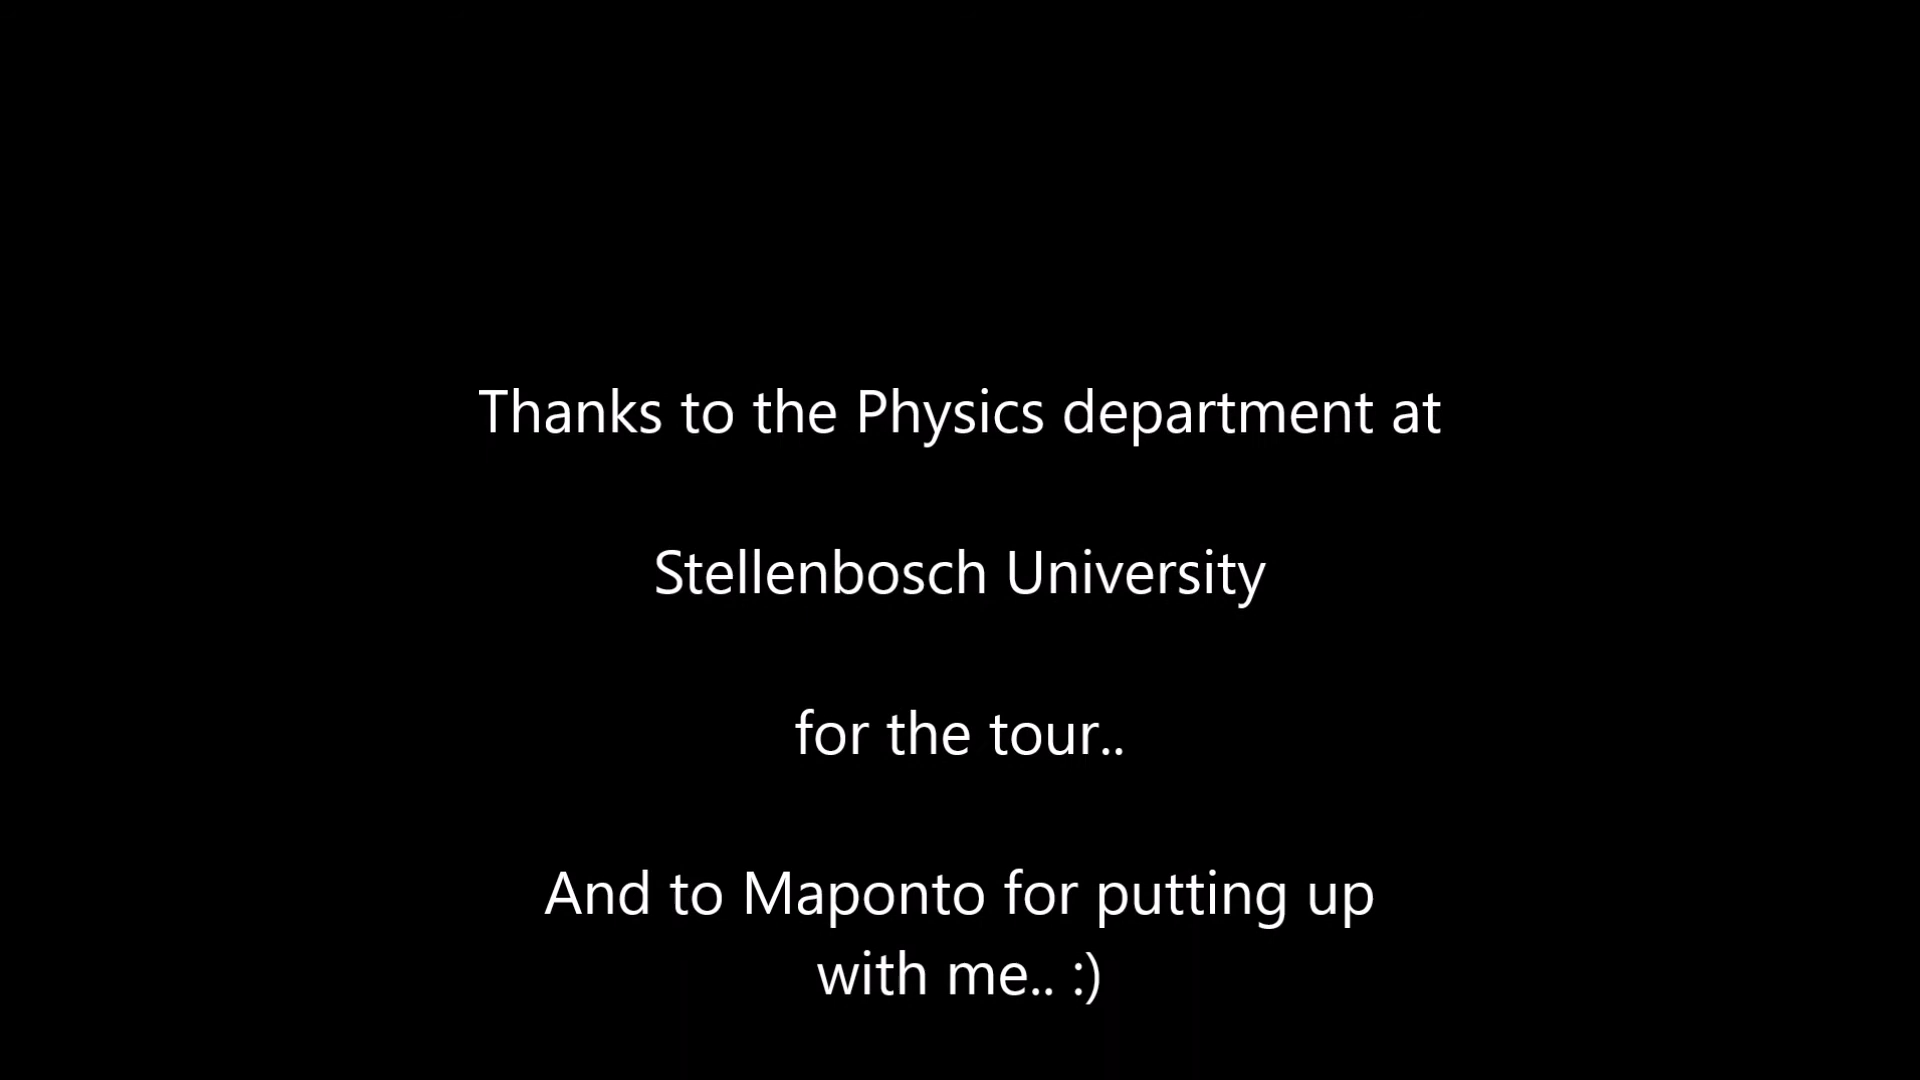 Thanks to the Physics department at
Stellenbosch University
for the tour..
And to Maponto for putting up
with me.. :)